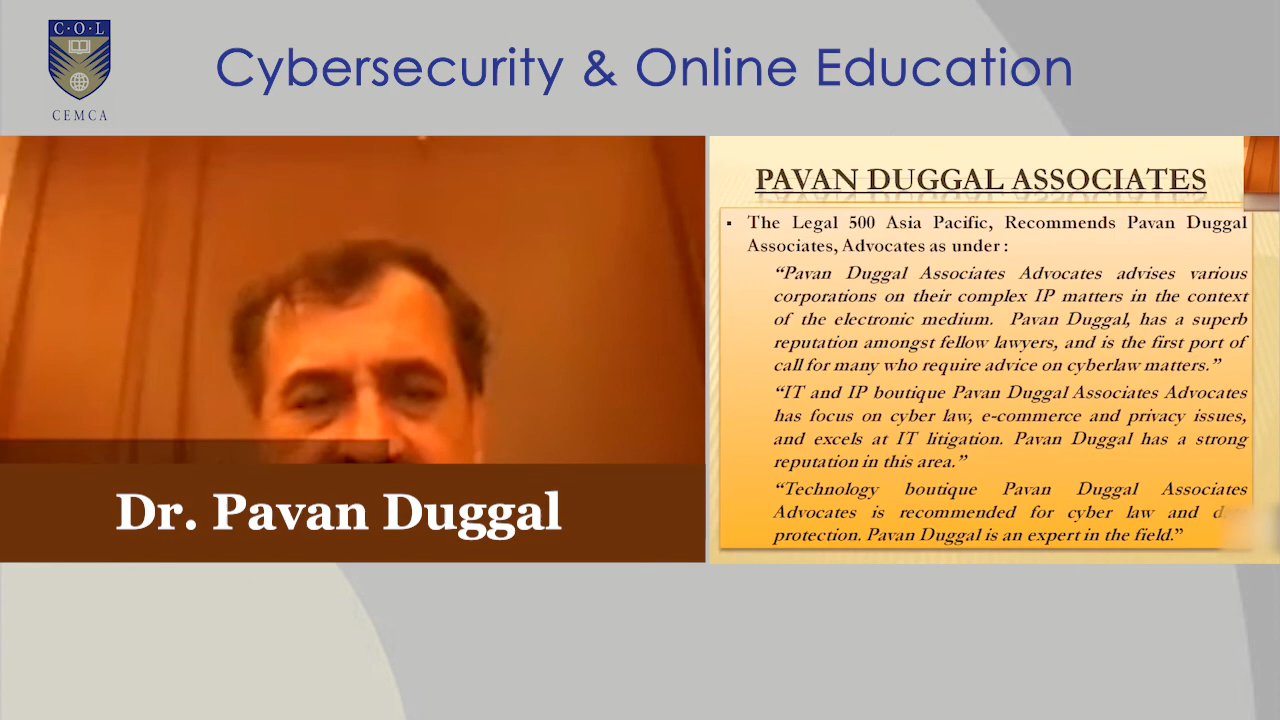 C·O·L
CEMCA
Cybersecurity & Online Education
Dr. Pavan Duggal
PAVAN DUGGAL ASSOCIATES
▪ The Legal 500 Asia Pacific, Recommends Pavan Duggal
Associates, Advocates as under :
“Pavan Duggal Associates Advocates advises various
corporations on their complex IP matters in the context
of the electronic medium. Pavan Duggal, has a superb
reputation amongst fellow lawyers, and is the first port of
call for many who require advice on cyberlaw matters.”
“IT and IP boutique Pavan Duggal Associates Advocates
has focus on cyber law, e-commerce and privacy issues,
and excels at IT litigation. Pavan Duggal has a strong
reputation in this area.”
“Technology boutique Pavan Duggal Associates
Advocates is recommended for cyber law and
protection. Pavan Duggal is an expert in the field.”